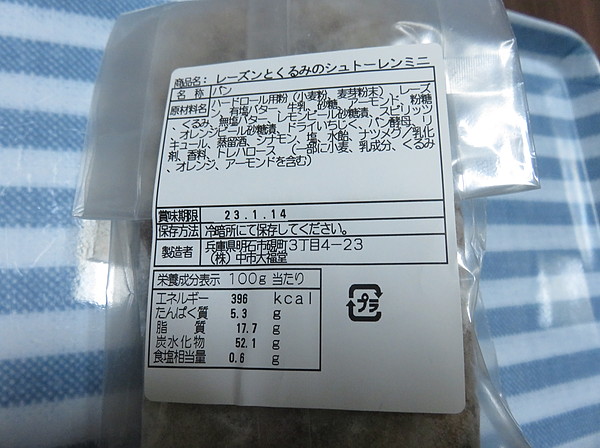 商品名: レーズンとくるみのシュトーレンミニ
名 称 パン
原材料名 ハードロール用粉(小麦粉、麦芽粉末)、レーズン
、有塩バター、牛乳、砂糖、アーモンド、粉糖
、くるみ、無塩バター、レモンピール砂糖漬、スピリッツ
、オレンジピール砂糖漬、ドライいちじく、パン酵母、リ
キュール、蒸留酒、シナモン、塩、水飴、ナツメグ/乳化
剤、香料、トレハロース、(一部に小麦、乳成分、くるみ
、オレンジ、アーモンドを含む)
賞味期限 23.1.14
保存方法 冷暗所にて保存してください。
製造者 兵庫県明石市硯町3丁目4-23
(株)中市大福堂
栄養成分表示 100g 当たり
エネルギー 396 kcal
たんぱく質 5.3 g
脂 質 17.7 g
炭水化物 52.1 g
食塩相当量 0.6 g
プラ